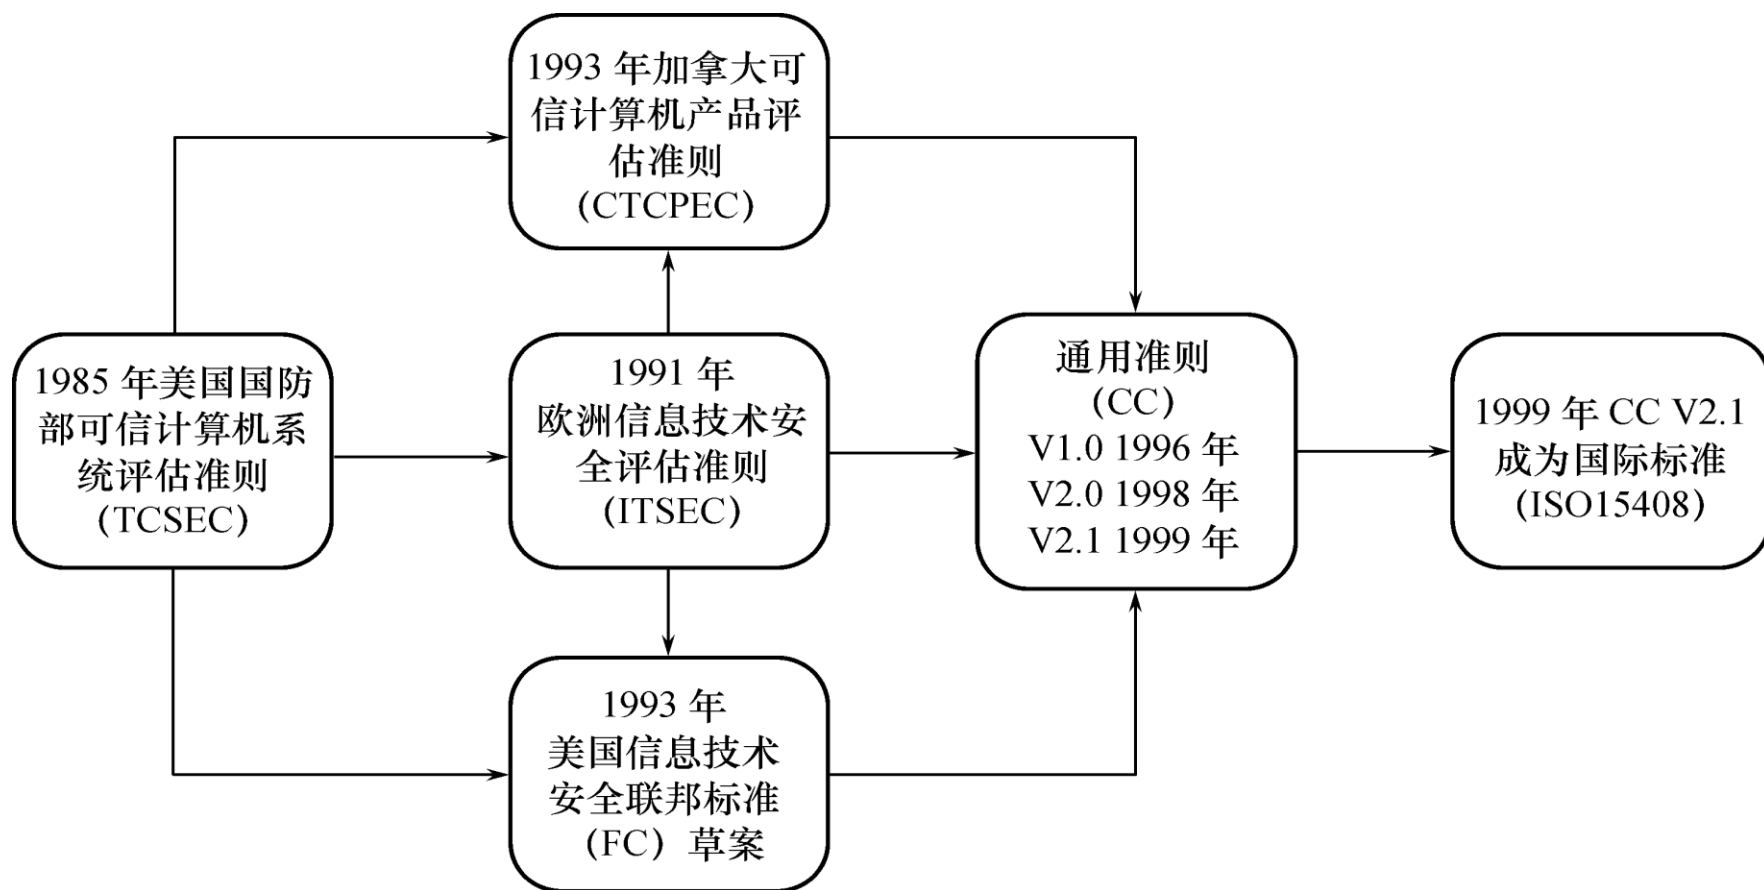 1993 年加拿大可
信计算机产品评
估准则
(CTCPEC)
1985 年美国国防
部可信计算机系
统评估准则
(TCSEC)
1991 年
欧洲信息技术安
全评估准则
(ITSEC)
1993 年
美国信息技术
安全联邦标准
(FC) 草案
通用准则
(CC)
V1.0 1996 年
V2.0 1998 年
V2.1 1999 年
1999 年 CC V2.1
成为国际标准
(ISO15408)